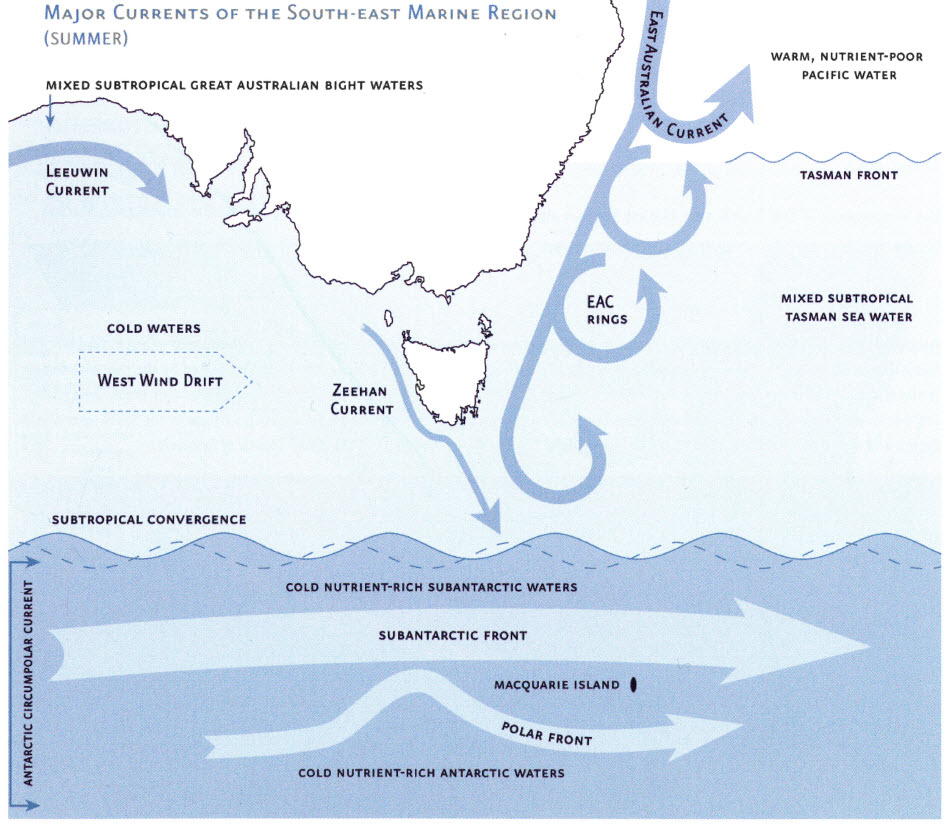 Major Currents of the South-east Marine Region
(summer)
MIXED SUBTROPICAL GREAT AUSTRALIAN BIGHT WATERS
Leeuwin
Current
East Australian Current
WARM, NUTRIENT-POOR
PACIFIC WATER
TASMAN FRONT
EAC
RINGS
MIXED SUBTROPICAL
TASMAN SEA WATER
COLD WATERS
West Wind Drift
Zeehan
Current
SUBTROPICAL CONVERGENCE
ANTARCTIC CIRCUMPOLAR CURRENT
COLD NUTRIENT-RICH SUBANTARCTIC WATERS
SUBANTARCTIC FRONT
MACQUARIE ISLAND
POLAR FRONT
COLD NUTRIENT-RICH ANTARCTIC WATERS